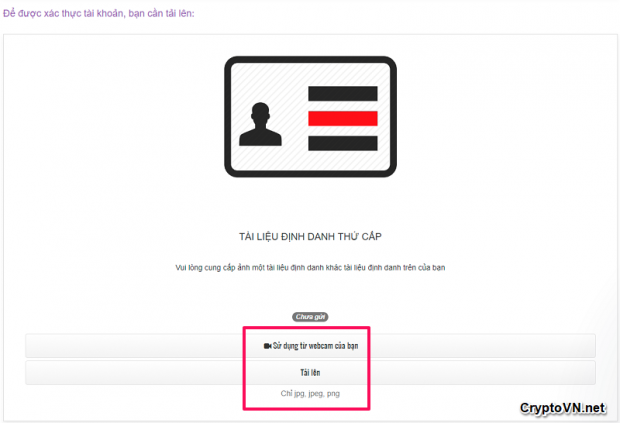 Để được xác thực tài khoản, bạn cần tải lên:
TÀI LIỆU ĐỊNH DANH THỨ CẤP
Vui lòng cung cấp ảnh một tài liệu định danh khác tài liệu định danh trên của bạn
Chưa gửi
Sử dụng từ webcam của bạn
Tải lên
Chỉ jpg, jpeg, png
CryptoVN.net